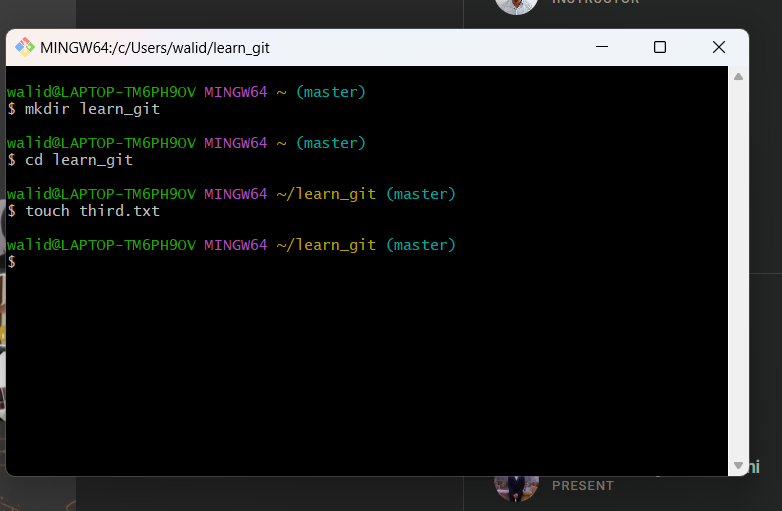 INSTRUCTOR
MINGW64:/c/Users/walid/learn_git
walid@LAPTOP-TM6PH9OV MINGW64 ~ (master)
$ mkdir learn_git
walid@LAPTOP-TM6PH9OV MINGW64 ~ (master)
$ cd learn_git
walid@LAPTOP-TM6PH9OV MINGW64 ~/learn_git (master)
$ touch third.txt
walid@LAPTOP-TM6PH9OV MINGW64 ~/learn_git (master)
$
PRESENT